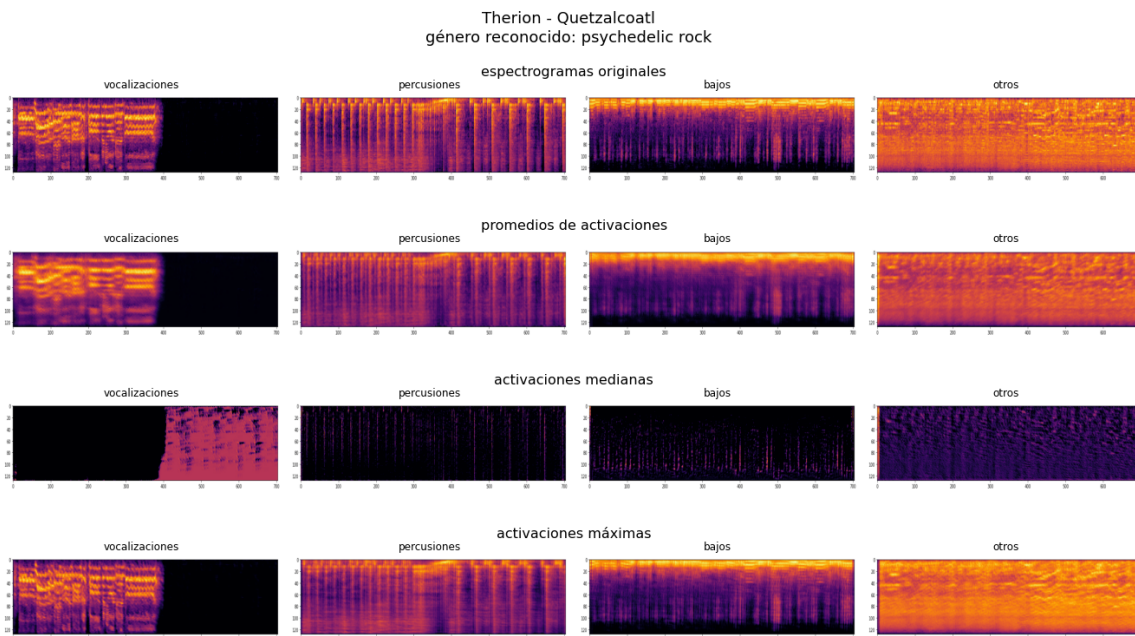 Therion - Quetzalcoatl
género reconocido: psychedelic rock
espectrogramas originales
vocalizaciones percusiones bajos otros
promedios de activaciones
vocalizaciones percusiones bajos otros
activaciones medianas
vocalizaciones percusiones bajos otros
activaciones máximas
vocalizaciones percusiones bajos otros